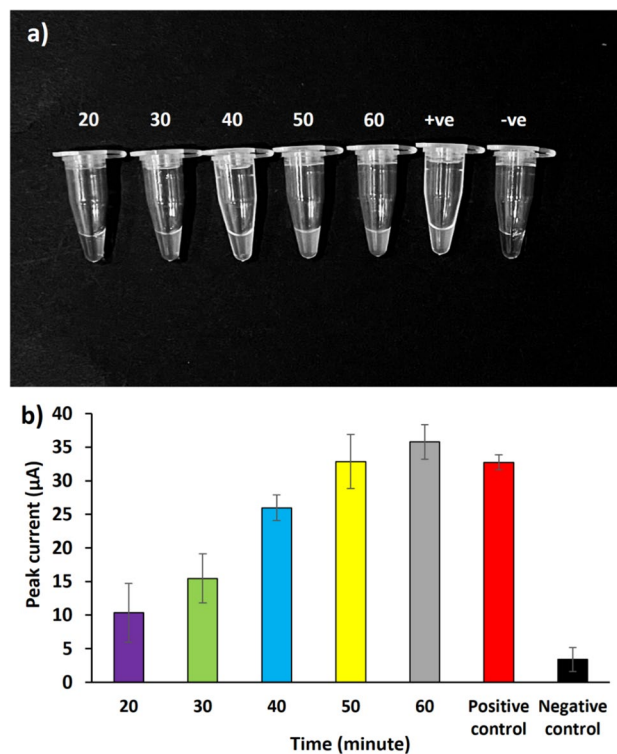 a)
20 30 40 50 60 +ve -ve
b)
40
35
30
25
20
15
10
5
0
Peak current (µA)
20 30 40 50 60 Positive control Negative control
Time (minute)